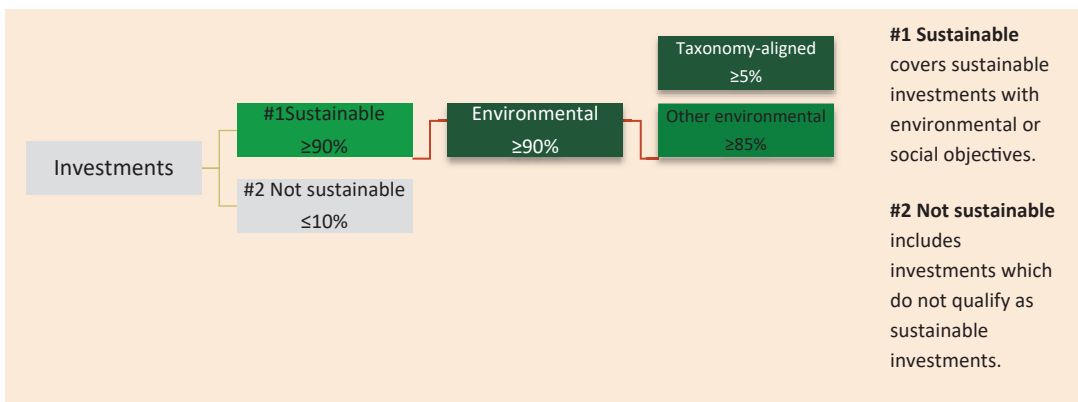 Investments
#1Sustainable
≥90%
#2 Not sustainable
≤10%
Environmental
≥90%
Taxonomy-aligned
≥5%
Other environmental
≥85%
#1 Sustainable
covers sustainable
investments with
environmental or
social objectives.
#2 Not sustainable
includes
investments which
do not qualify as
sustainable
investments.